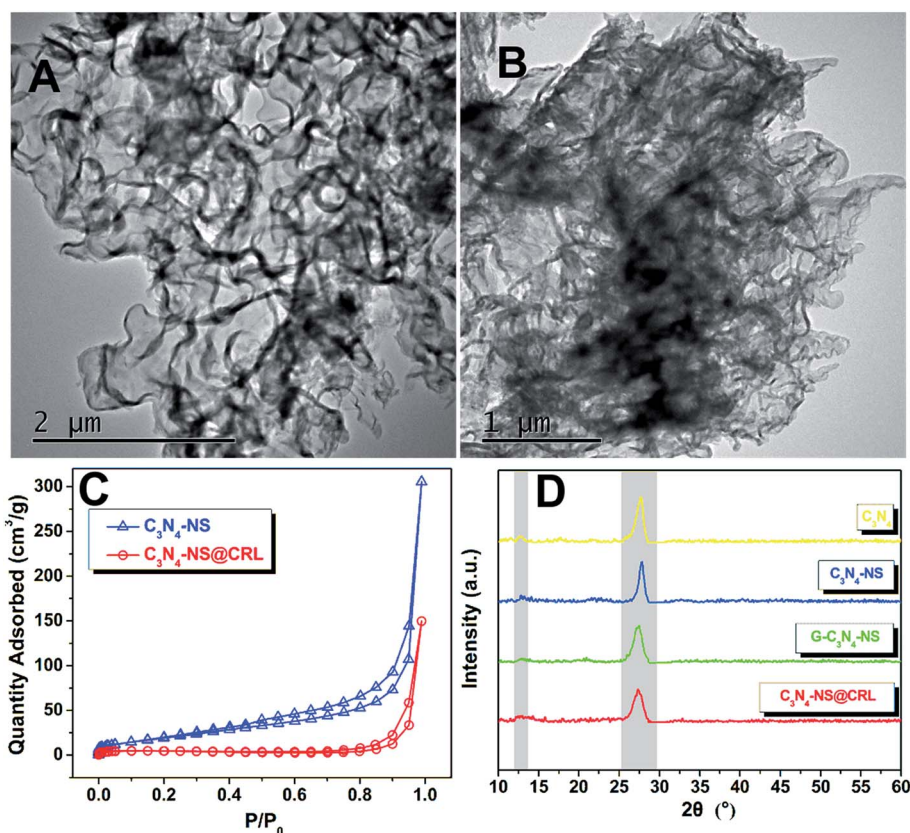 A
2 μm
B
1 μm
C
Quantity Adsorbed (cm³/g)
300
250
200
150
100
50
0
C₃N₄-NS
C₃N₄-NS@CRL
0.0 0.2 0.4 0.6 0.8 1.0
P/P₀
D
Intensity (a.u.)
C₃N₄
C₃N₄-NS
G-C₃N₄-NS
C₃N₄-NS@CRL
10 15 20 25 30 35 40 45 50 55 60
2θ (°)